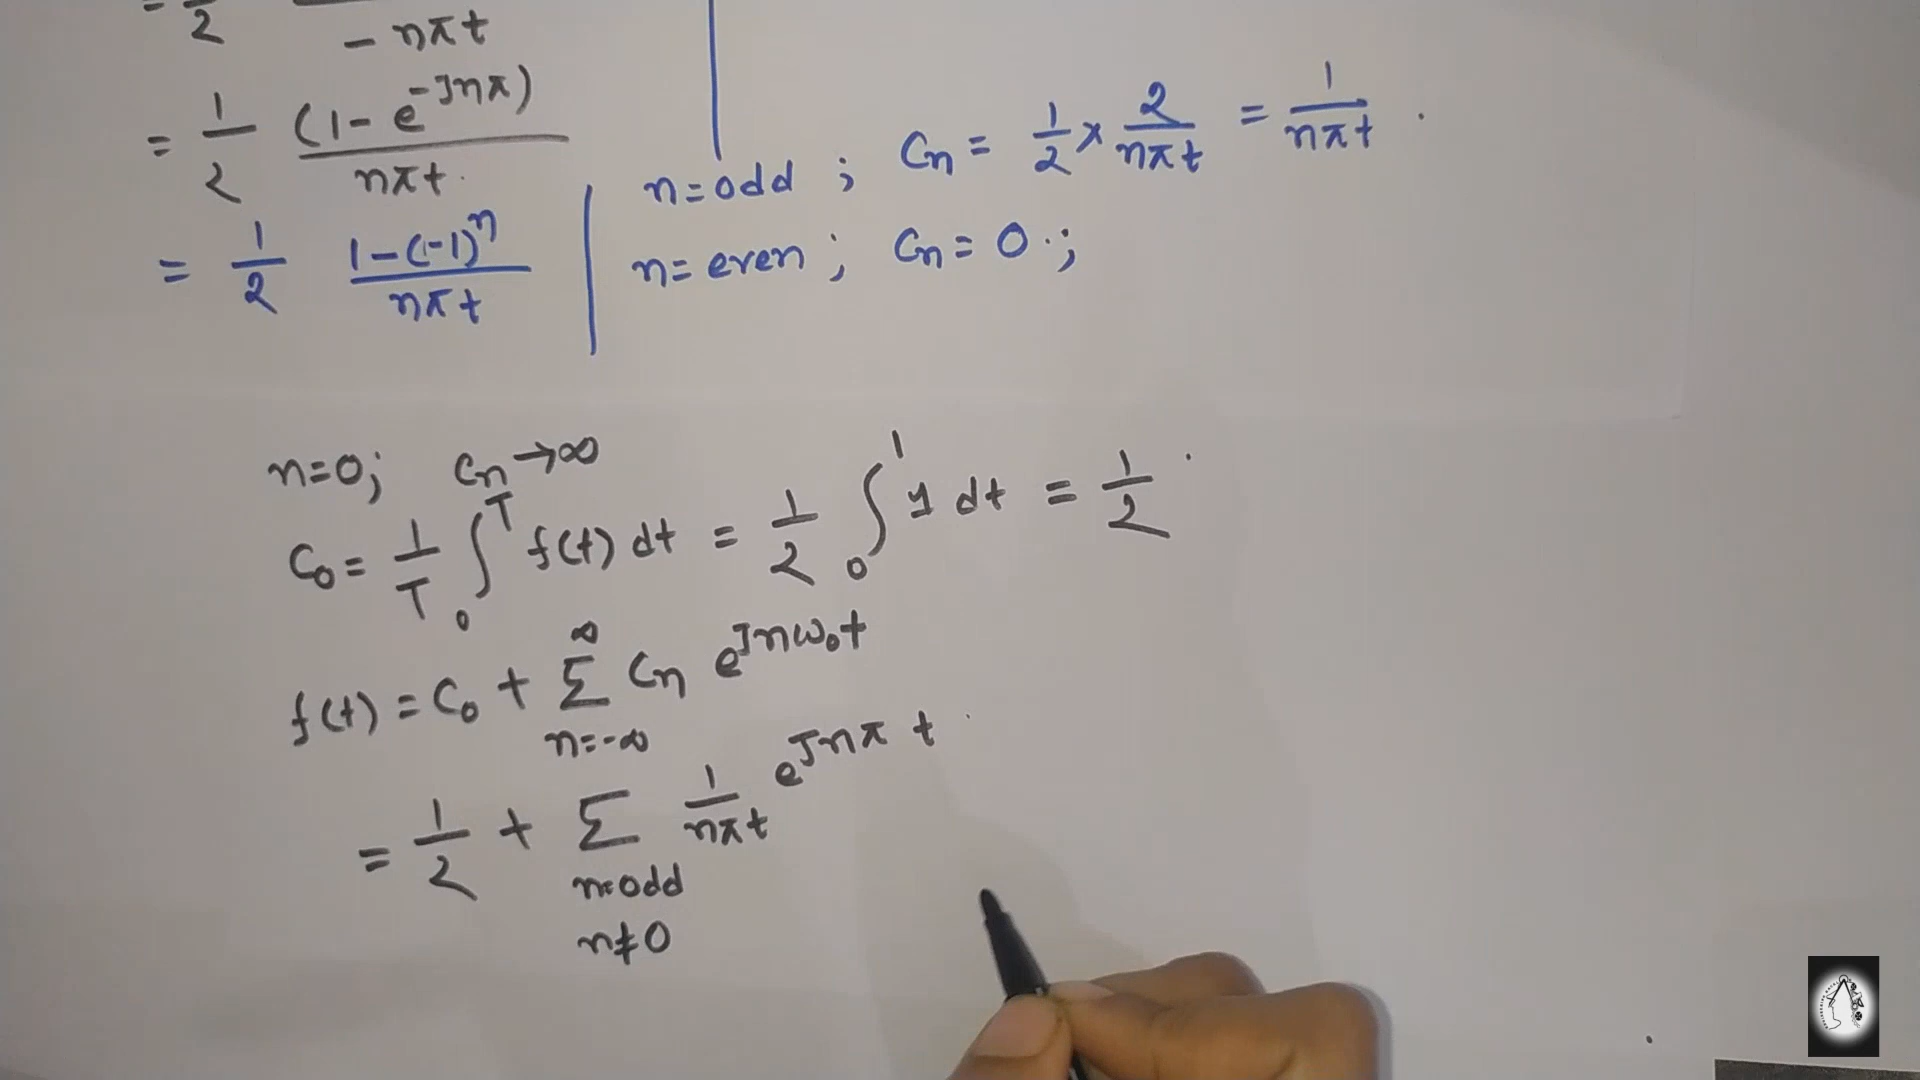 = 1/2 — / - nπt
= 1/2 (1 - e^{-Jnπ}) / nπt.
= 1/2 1-(-1)^n / nπt
n = odd ; Cn = 1/2 × 2/nπt = 1/nπt .
n = even ; Cn = 0 . ;
n=0; Cn → ∞
C₀ = 1/T ∫₀^T f(t) dt = 1/2 ∫₀^1 1 dt = 1/2 .
f(t) = C₀ + ∑_{n=-∞}^{∞} Cn e^{Jnω₀t}
= 1/2 + ∑_{n=odd, n≠0} 1/nπt e^{Jnπ t} .